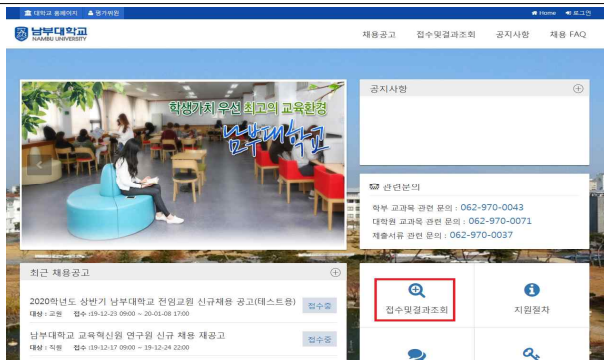 대학교 홈페이지 평가위원 Home 로그인
남부대학교
NAMBU UNIVERSITY
채용공고 접수및결과조회 공지사항 채용 FAQ
학생가치 우선 최고의 교육환경
남부대학교
공지사항
관련문의
학부 교과목 관련 문의 : 062-970-0043
대학원 교과목 관련 문의 : 062-970-0071
제출서류 관련 문의 : 062-970-0037
최근 채용공고
2020학년도 상반기 남부대학교 전임교원 신규채용 공고(테스트용)
대상 : 교원 접수 :19-12-23 0900 ~ 20-01-08 1700
접수중
남부대학교 교육혁신원 연구원 신규 채용 재공고
대상 : 직원 접수 :19-12-17 0900 ~ 19-12-24 2200
접수중
접수및결과조회
지원절차